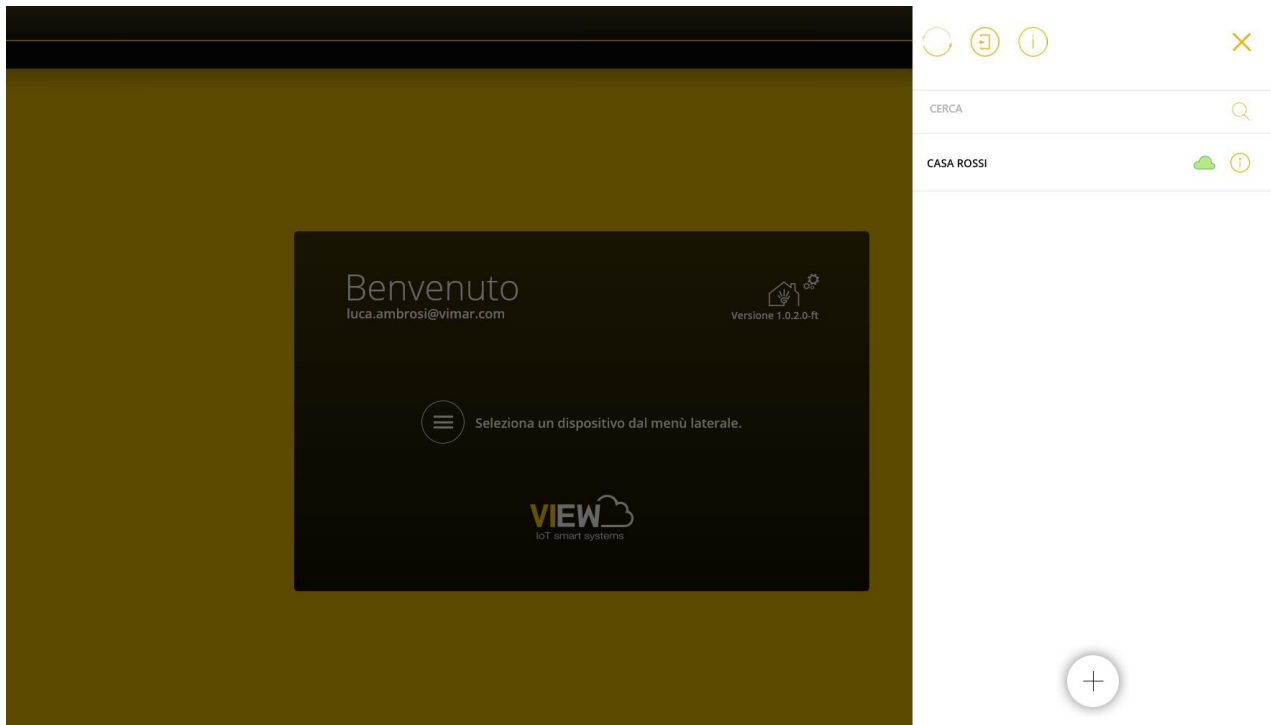 CERCA
CASA ROSSI
Benvenuto
luca.ambrosi@vimar.com
Versione 1.0.2.0-ft
Seleziona un dispositivo dal menù laterale.
VIEW
IoT smart systems